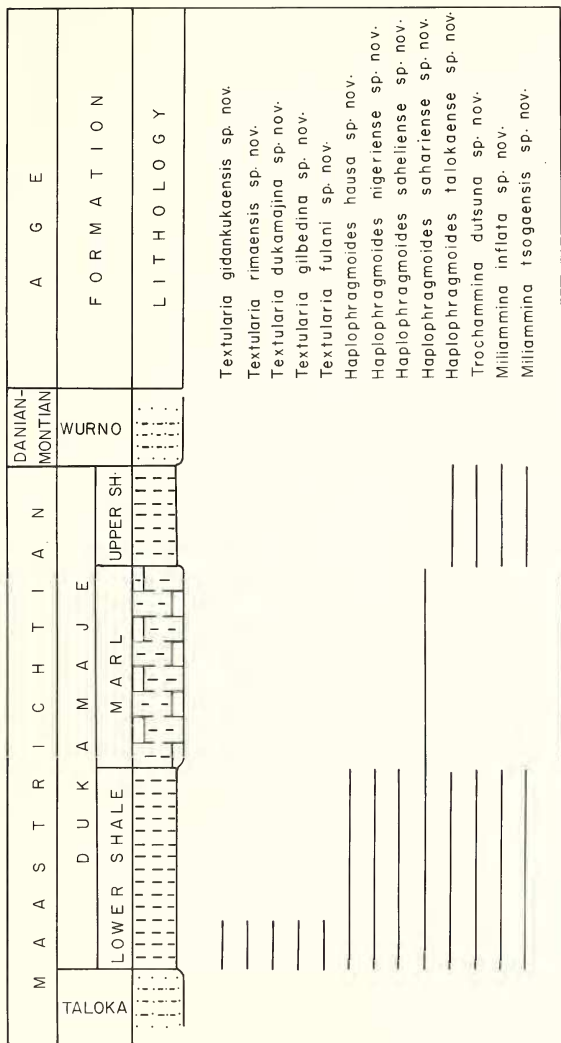 AGE
FORMATION
LITHOLOGY
DANIAN-
MONTIAN
WURNO
MAASTRICHTIAN
DUKAMAJE
UPPER SH.
MARL
LOWER SHALE
TALOKA
Textularia gidankukaensis sp. nov.
Textularia rimaensis sp. nov.
Textularia dukamajina sp. nov.
Textularia gilbedina sp. nov.
Textularia fulani sp. nov.
Haplophragmoides hausa sp. nov.
Haplophragmoides nigeriense sp. nov.
Haplophragmoides saheliense sp. nov.
Haplophragmoides sahariense sp. nov.
Haplophragmoides talokaense sp. nov.
Trochammina dutsuna sp. nov.
Miliammina inflata sp. nov.
Miliammina tsogaensis sp. nov.